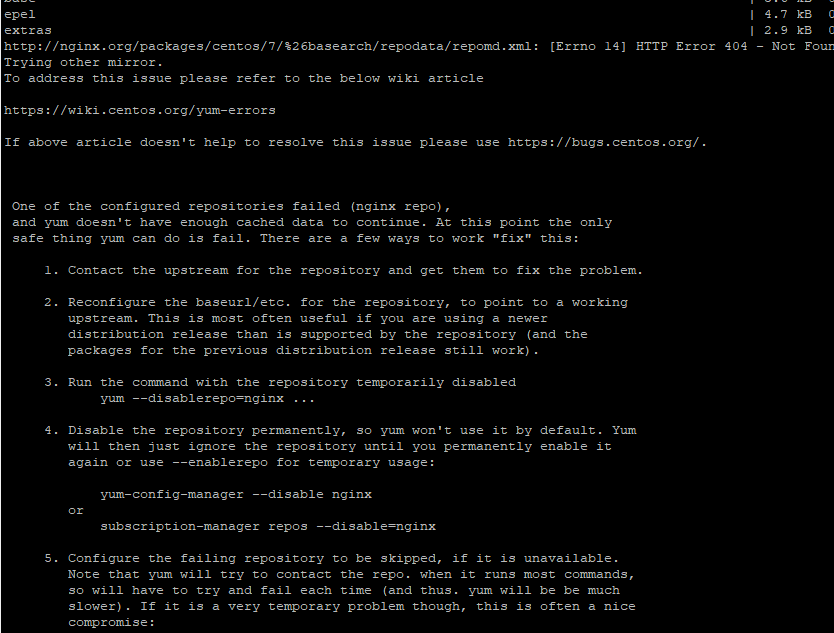 base | 3.6 kB 0
epel | 4.7 kB 0
extras | 2.9 kB 0
http://nginx.org/packages/centos/7/%26basearch/repodata/repomd.xml: [Errno 14] HTTP Error 404 - Not Foun
Trying other mirror.
To address this issue please refer to the below wiki article
https://wiki.centos.org/yum-errors
If above article doesn't help to resolve this issue please use https://bugs.centos.org/.
One of the configured repositories failed (nginx repo),
and yum doesn't have enough cached data to continue. At this point the only
safe thing yum can do is fail. There are a few ways to work "fix" this:
1. Contact the upstream for the repository and get them to fix the problem.
2. Reconfigure the baseurl/etc. for the repository, to point to a working
upstream. This is most often useful if you are using a newer
distribution release than is supported by the repository (and the
packages for the previous distribution release still work).
3. Run the command with the repository temporarily disabled
yum --disablerepo=nginx ...
4. Disable the repository permanently, so yum won't use it by default. Yum
will then just ignore the repository until you permanently enable it
again or use --enablerepo for temporary usage:
yum-config-manager --disable nginx
or
subscription-manager repos --disable=nginx
5. Configure the failing repository to be skipped, if it is unavailable.
Note that yum will try to contact the repo. when it runs most commands,
so will have to try and fail each time (and thus. yum will be be much
slower). If it is a very temporary problem though, this is often a nice
compromise: